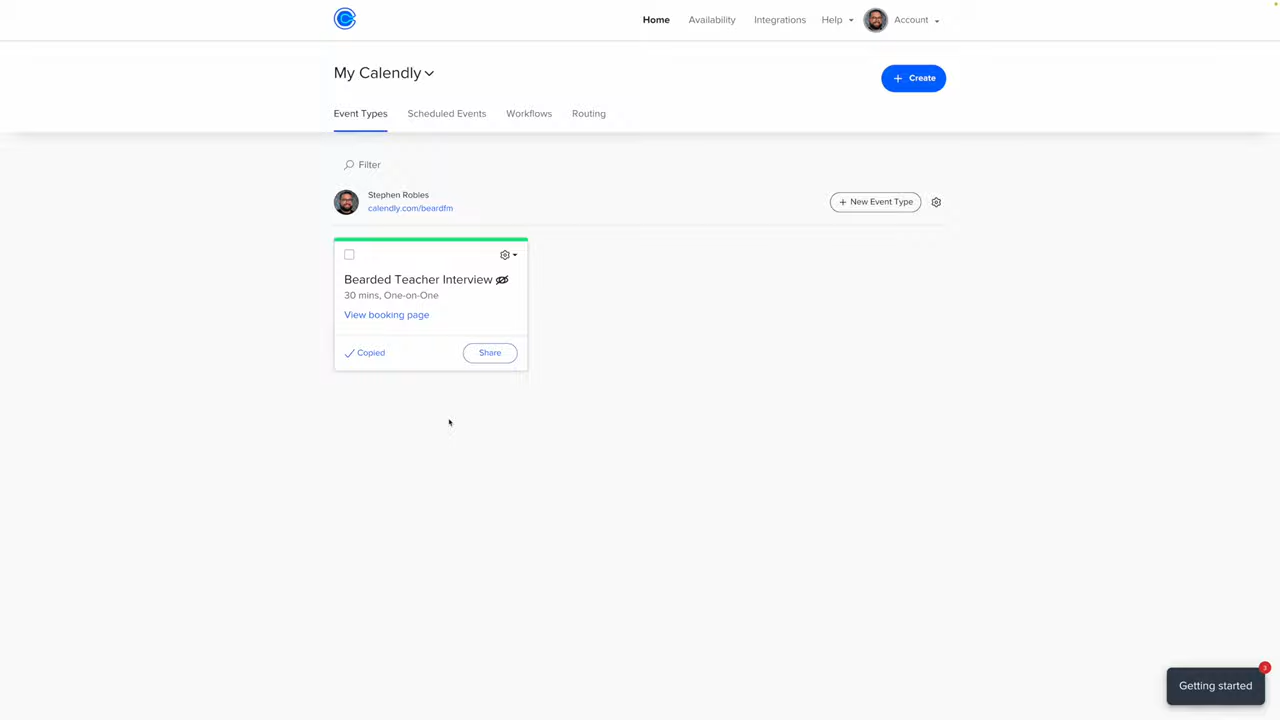 Home Availability Integrations Help Account
My Calendly
+ Create
Event Types Scheduled Events Workflows Routing
Filter
Stephen Robles
calendly.com/beardfm
+ New Event Type
Bearded Teacher Interview
30 mins, One-on-One
View booking page
Copied Share
3
Getting started